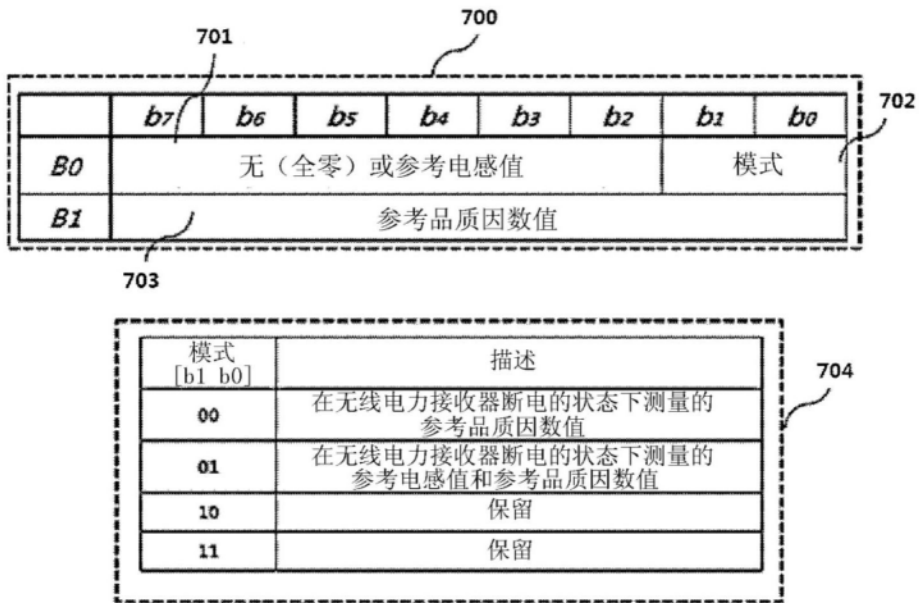 700
701
b7 b6 b5 b4 b3 b2 b1 b0
702
B0 无（全零）或参考电感值 模式
B1 参考品质因数值
703
模式
[b1 b0]
描述
704
00 在无线电力接收器断电的状态下测量的
参考品质因数值
01 在无线电力接收器断电的状态下测量的
参考电感值和参考品质因数值
10 保留
11 保留